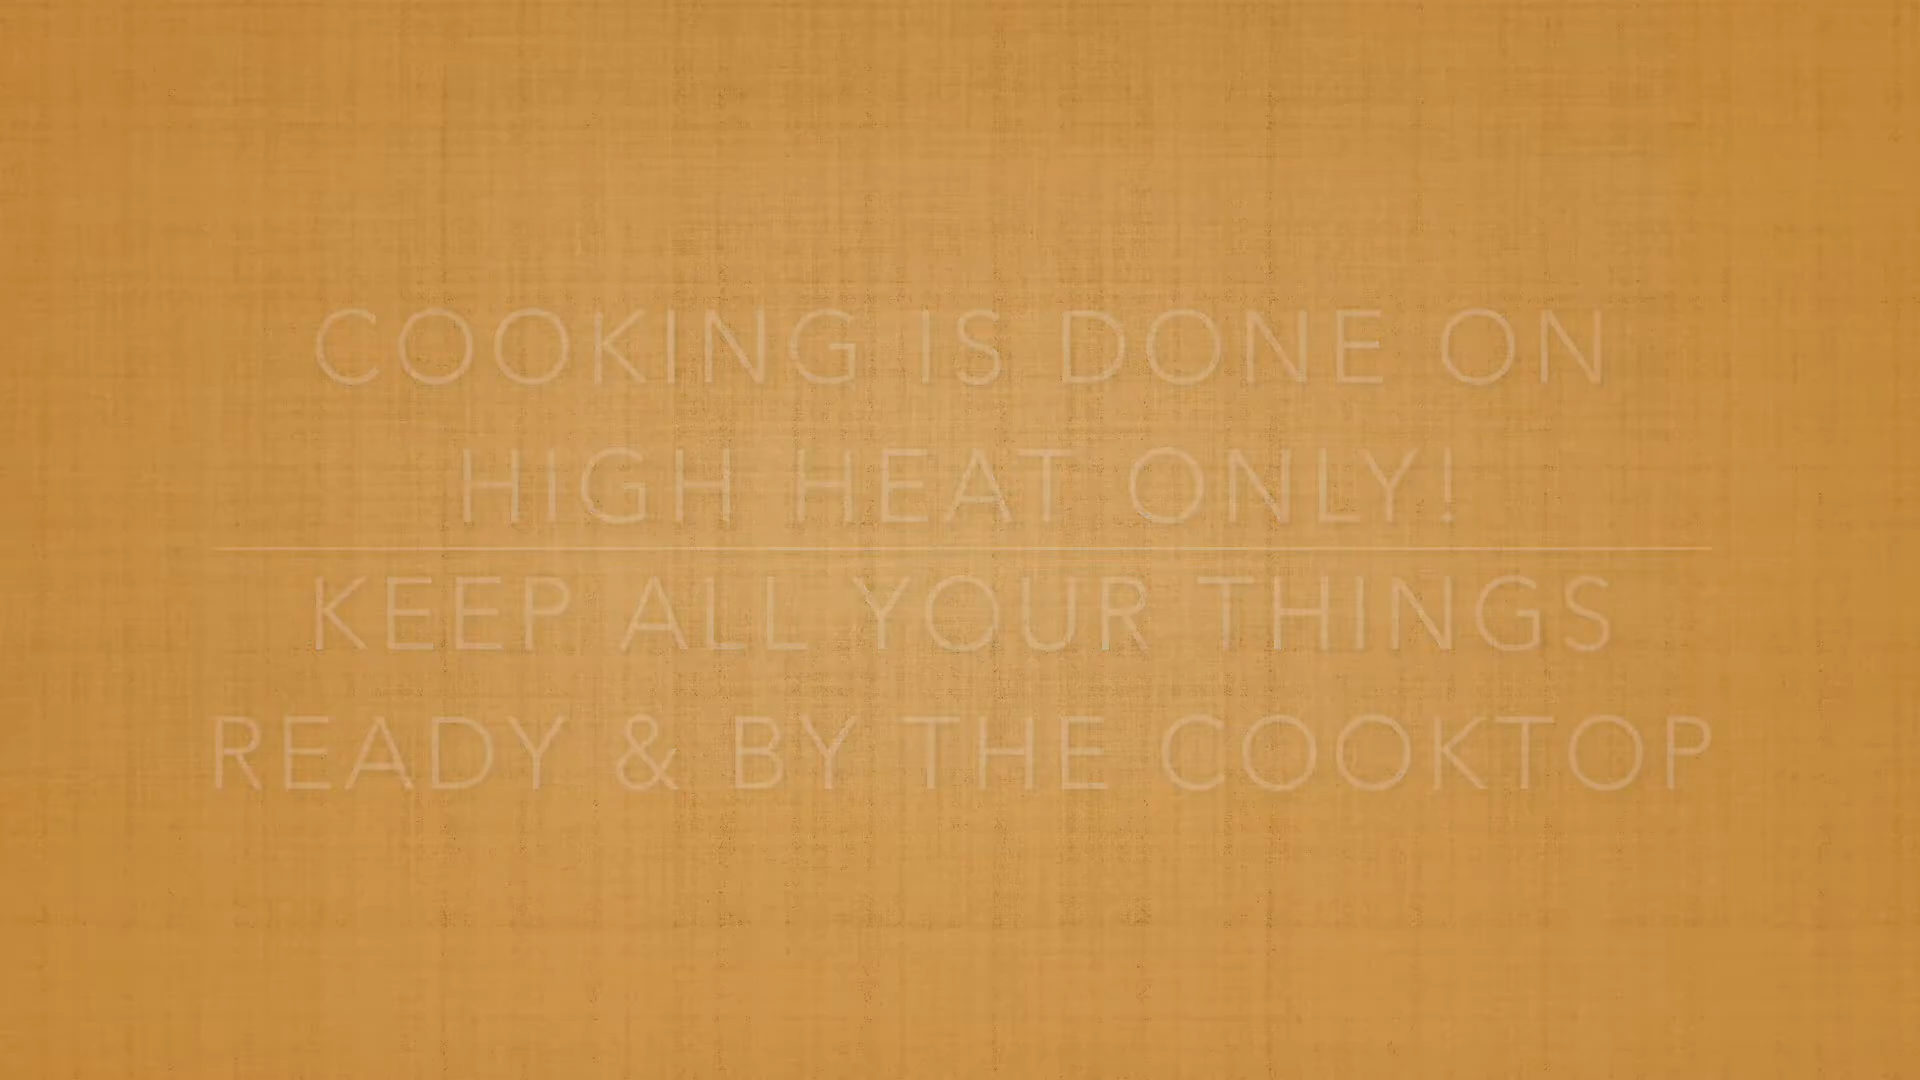 COOKING IS DONE ON
HIGH HEAT ONLY!
KEEP ALL YOUR THINGS
READY & BY THE COOKTOP